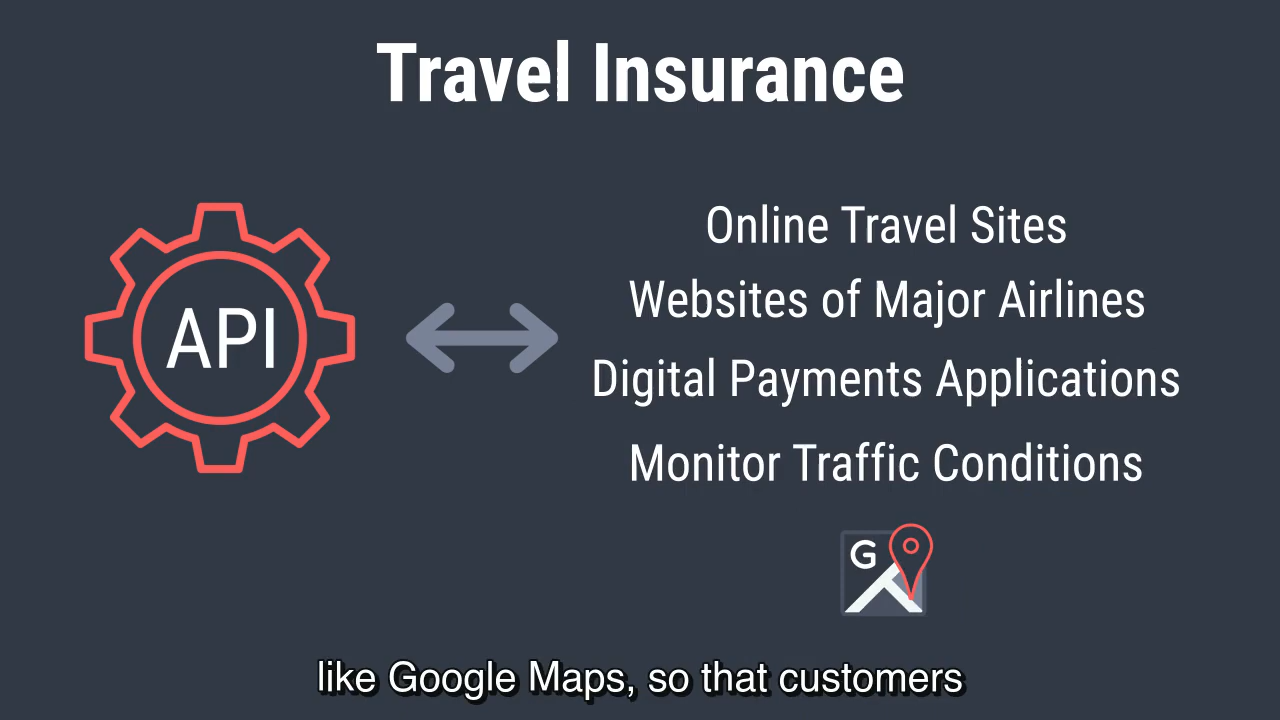 Travel Insurance
API
Online Travel Sites
Websites of Major Airlines
Digital Payments Applications
Monitor Traffic Conditions
G
like Google Maps, so that customers